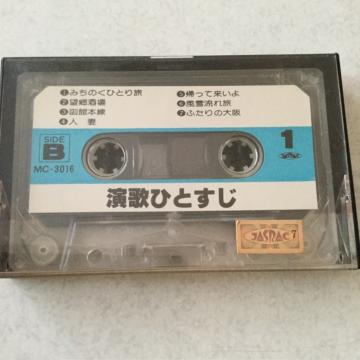 ①みちのくひとり旅
②望郷酒場
③函館本線
④人 妻
⑤帰って来いよ
⑥風雪流れ旅
⑦ふたりの大阪
SIDE
B
MC-3016
1
演歌ひとすじ
JASRAC 7